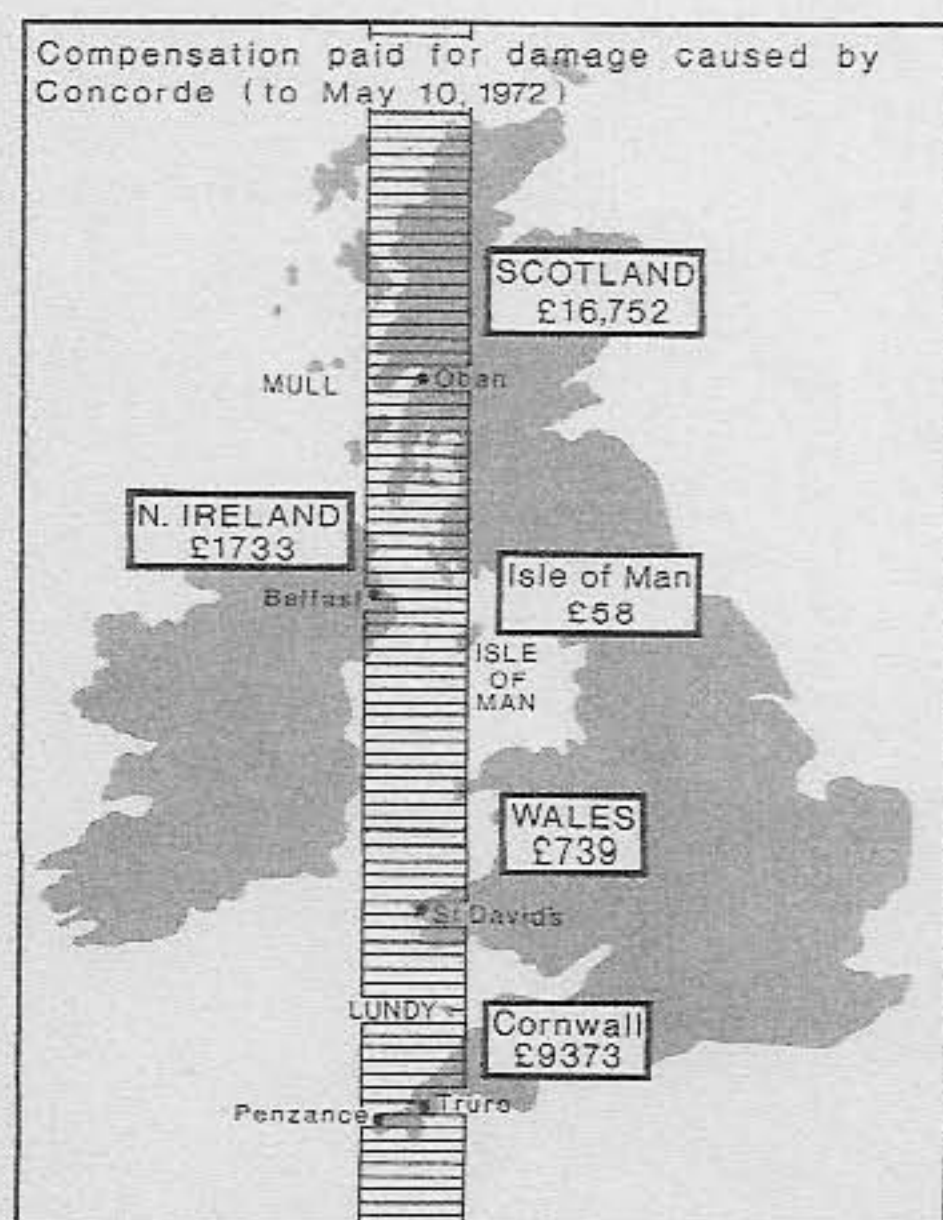 Compensation paid for damage caused by
Concorde (to May 10, 1972)
SCOTLAND
£16,752
MULL
Oban
N. IRELAND
£1733
Isle of Man
£58
Belfast
ISLE
OF
MAN
WALES
£739
St Davids
LUNDY
Cornwall
£9373
Truro
Penzance